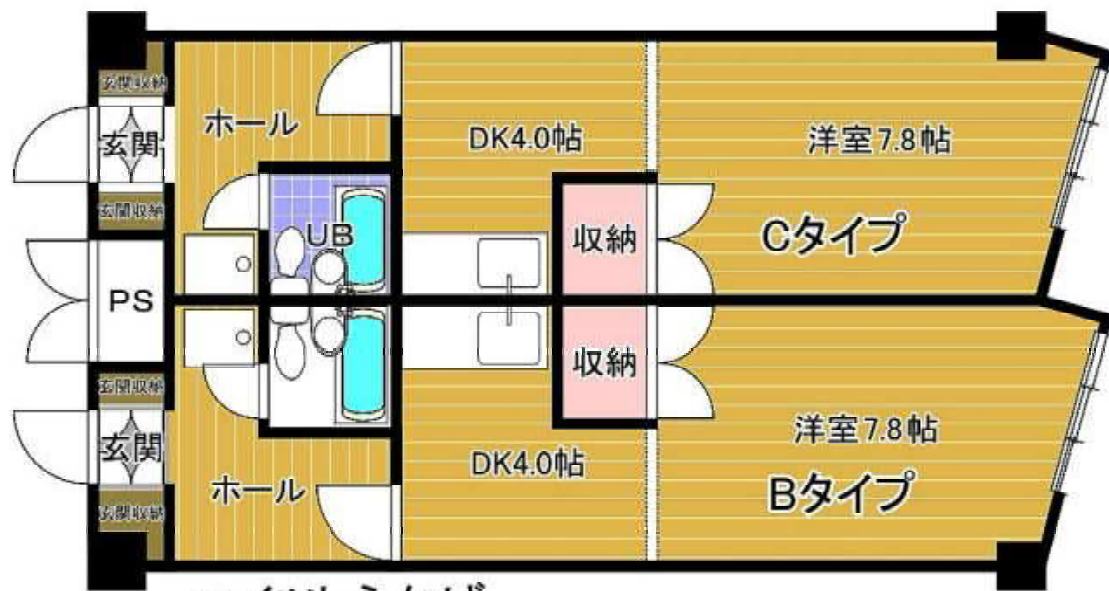 玄関収納
玄関
玄関収納
ホール
UB
DK4.0帖
収納
洋室7.8帖
Cタイプ
PS
玄関収納
玄関
玄関収納
ホール
DK4.0帖
収納
洋室7.8帖
Bタイプ